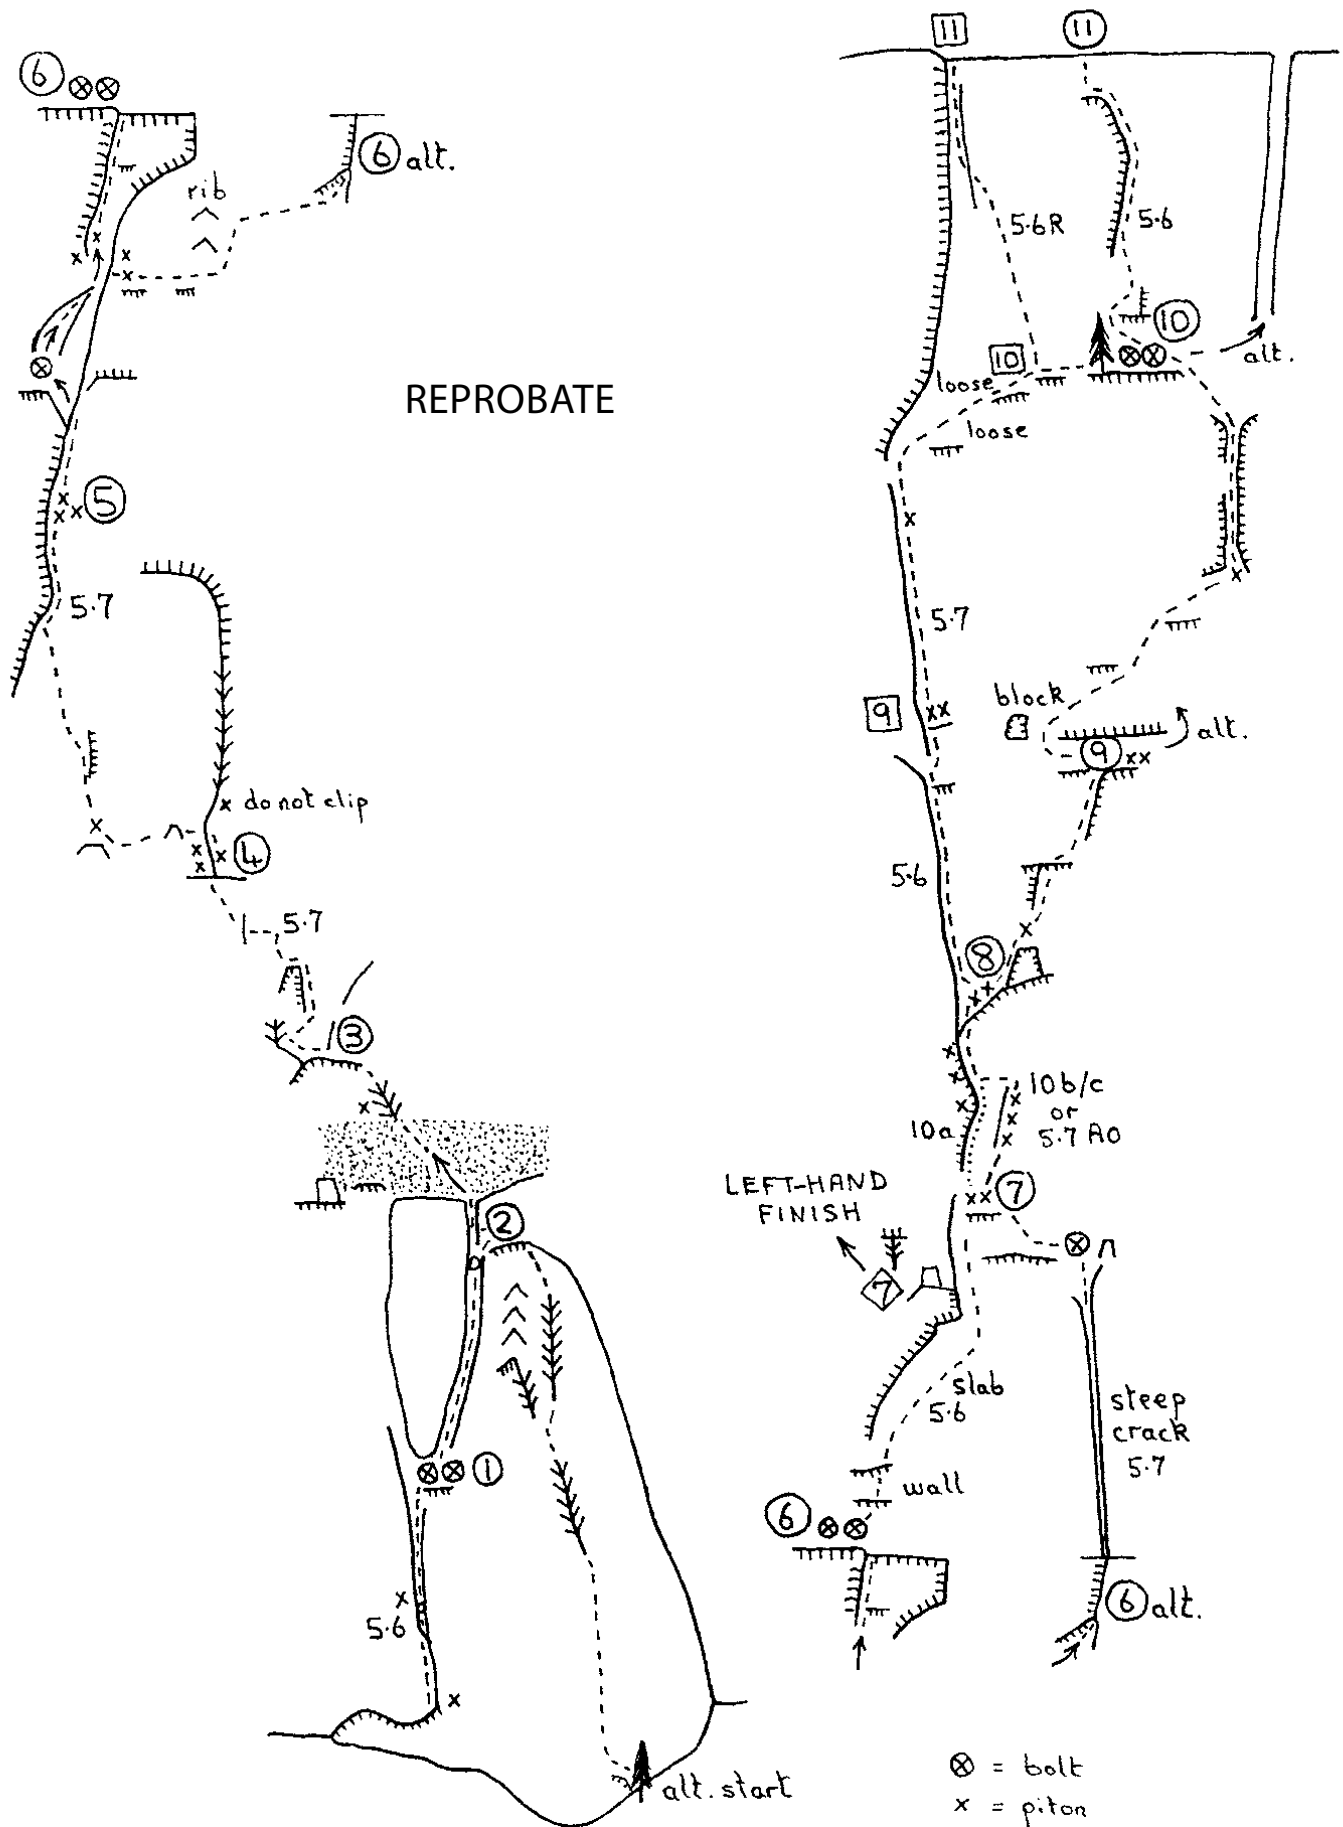 6
6 alt.
rib
REPROBATE
5
5.7
x do not clip
4
5.7
3
2
1
5.6
alt. start
11
11
5.6R
5.6
10
10
alt.
loose
loose
5.7
9
block
9
alt.
5.6
8
10b/c
or
5.7 A0
10a
7
LEFT-HAND
FINISH
7
slab
5.6
steep
crack
5.7
wall
6
6 alt.
⊗ = bolt
x = piton